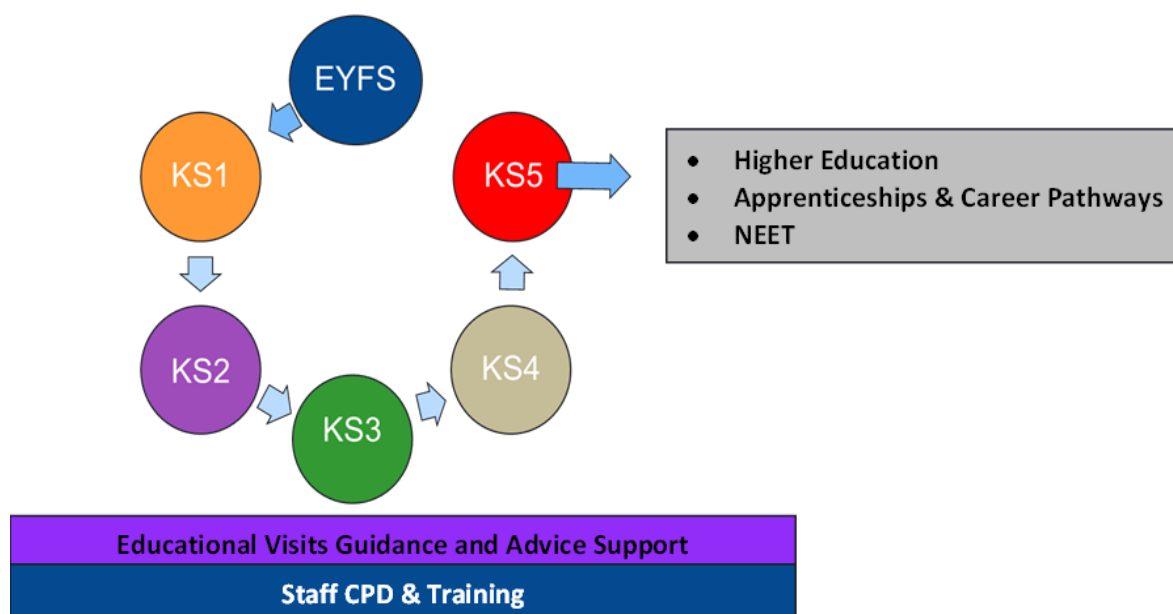 EYFS
KS1
KS2
KS3
KS4
KS5
• Higher Education
• Apprenticeships & Career Pathways
• NEET
Educational Visits Guidance and Advice Support
Staff CPD & Training